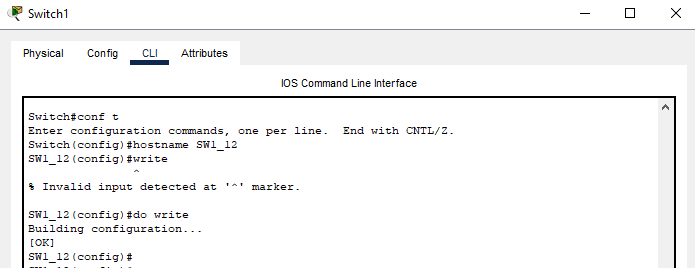 Switch1
Physical Config CLI Attributes
IOS Command Line Interface
Switch#conf t
Enter configuration commands, one per line.  End with CNTL/Z.
Switch(config)#hostname SW1_12
SW1_12(config)#write
^
% Invalid input detected at '^' marker.
SW1_12(config)#do write
Building configuration...
[OK]
SW1_12(config)#